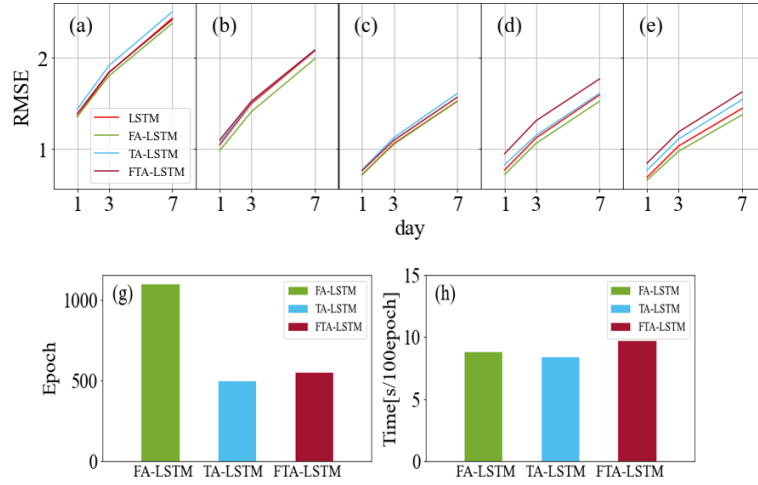 (a) (b) (c) (d) (e)
RMSE
2
1
LSTM
FA-LSTM
TA-LSTM
FTA-LSTM
1 3 7 1 3 7 1 3 7 1 3 7 1 3 7
day
(g)
Epoch
1000
500
0
FA-LSTM
TA-LSTM
FTA-LSTM
FA-LSTM TA-LSTM FTA-LSTM
(h)
Time[s/100epoch]
15
10
5
0
FA-LSTM
TA-LSTM
FTA-LSTM
FA-LSTM TA-LSTM FTA-LSTM